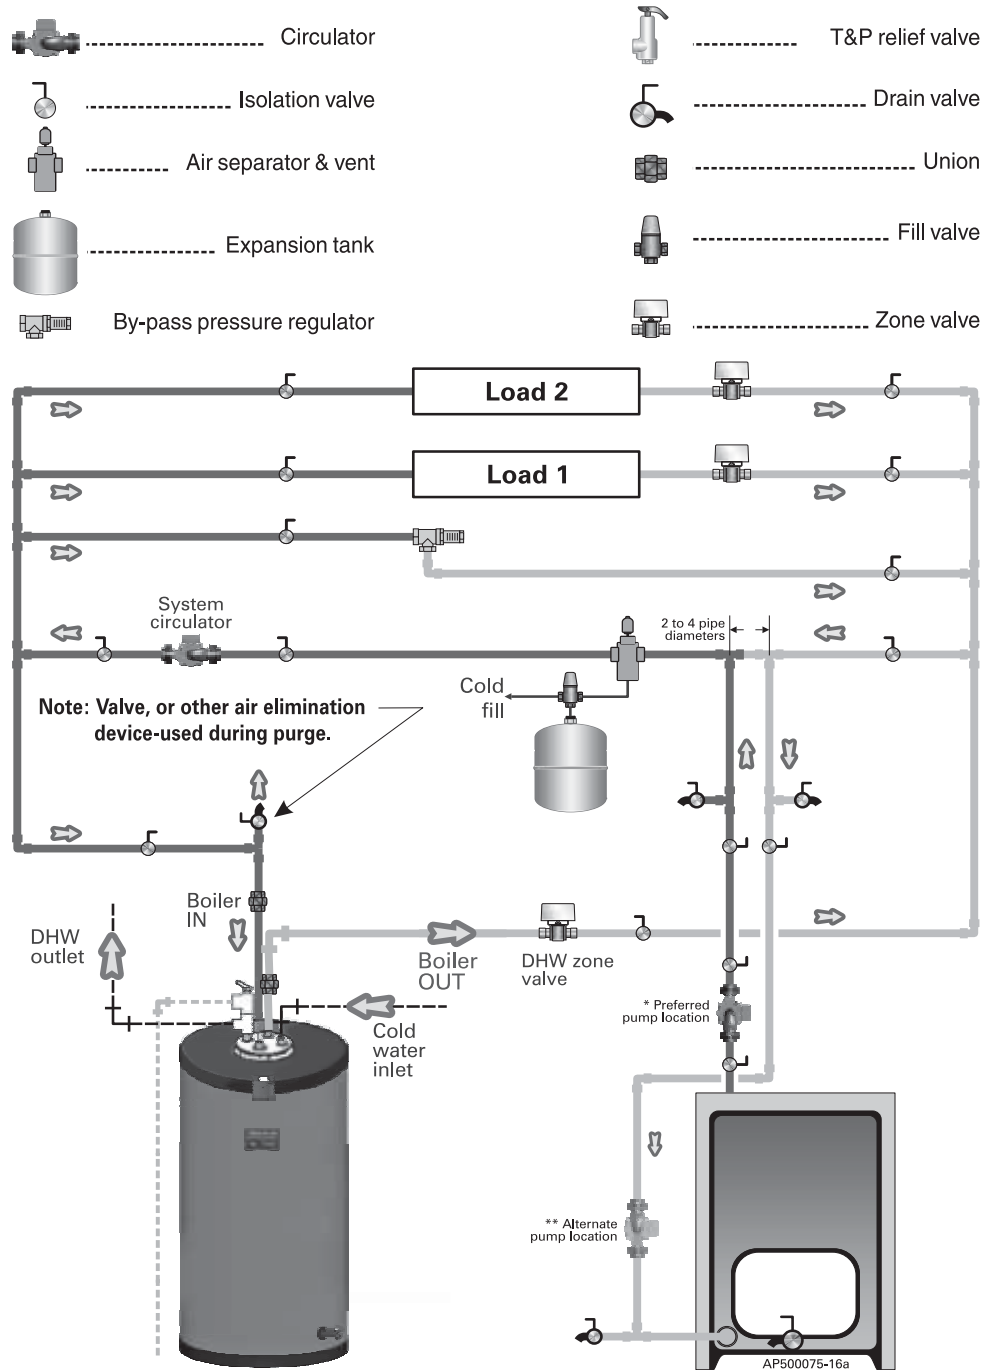 Circulator
T&P relief valve
Isolation valve
Drain valve
Air separator & vent
Union
Expansion tank
Fill valve
By-pass pressure regulator
Zone valve
Load 2
Load 1
System
circulator
2 to 4 pipe
diameters
Cold
fill
Note: Valve, or other air elimination
device-used during purge.
Boiler
IN
DHW
outlet
Boiler
OUT
DHW zone
valve
* Preferred
pump location
Cold
water
inlet
** Alternate
pump location
AP500075-16a